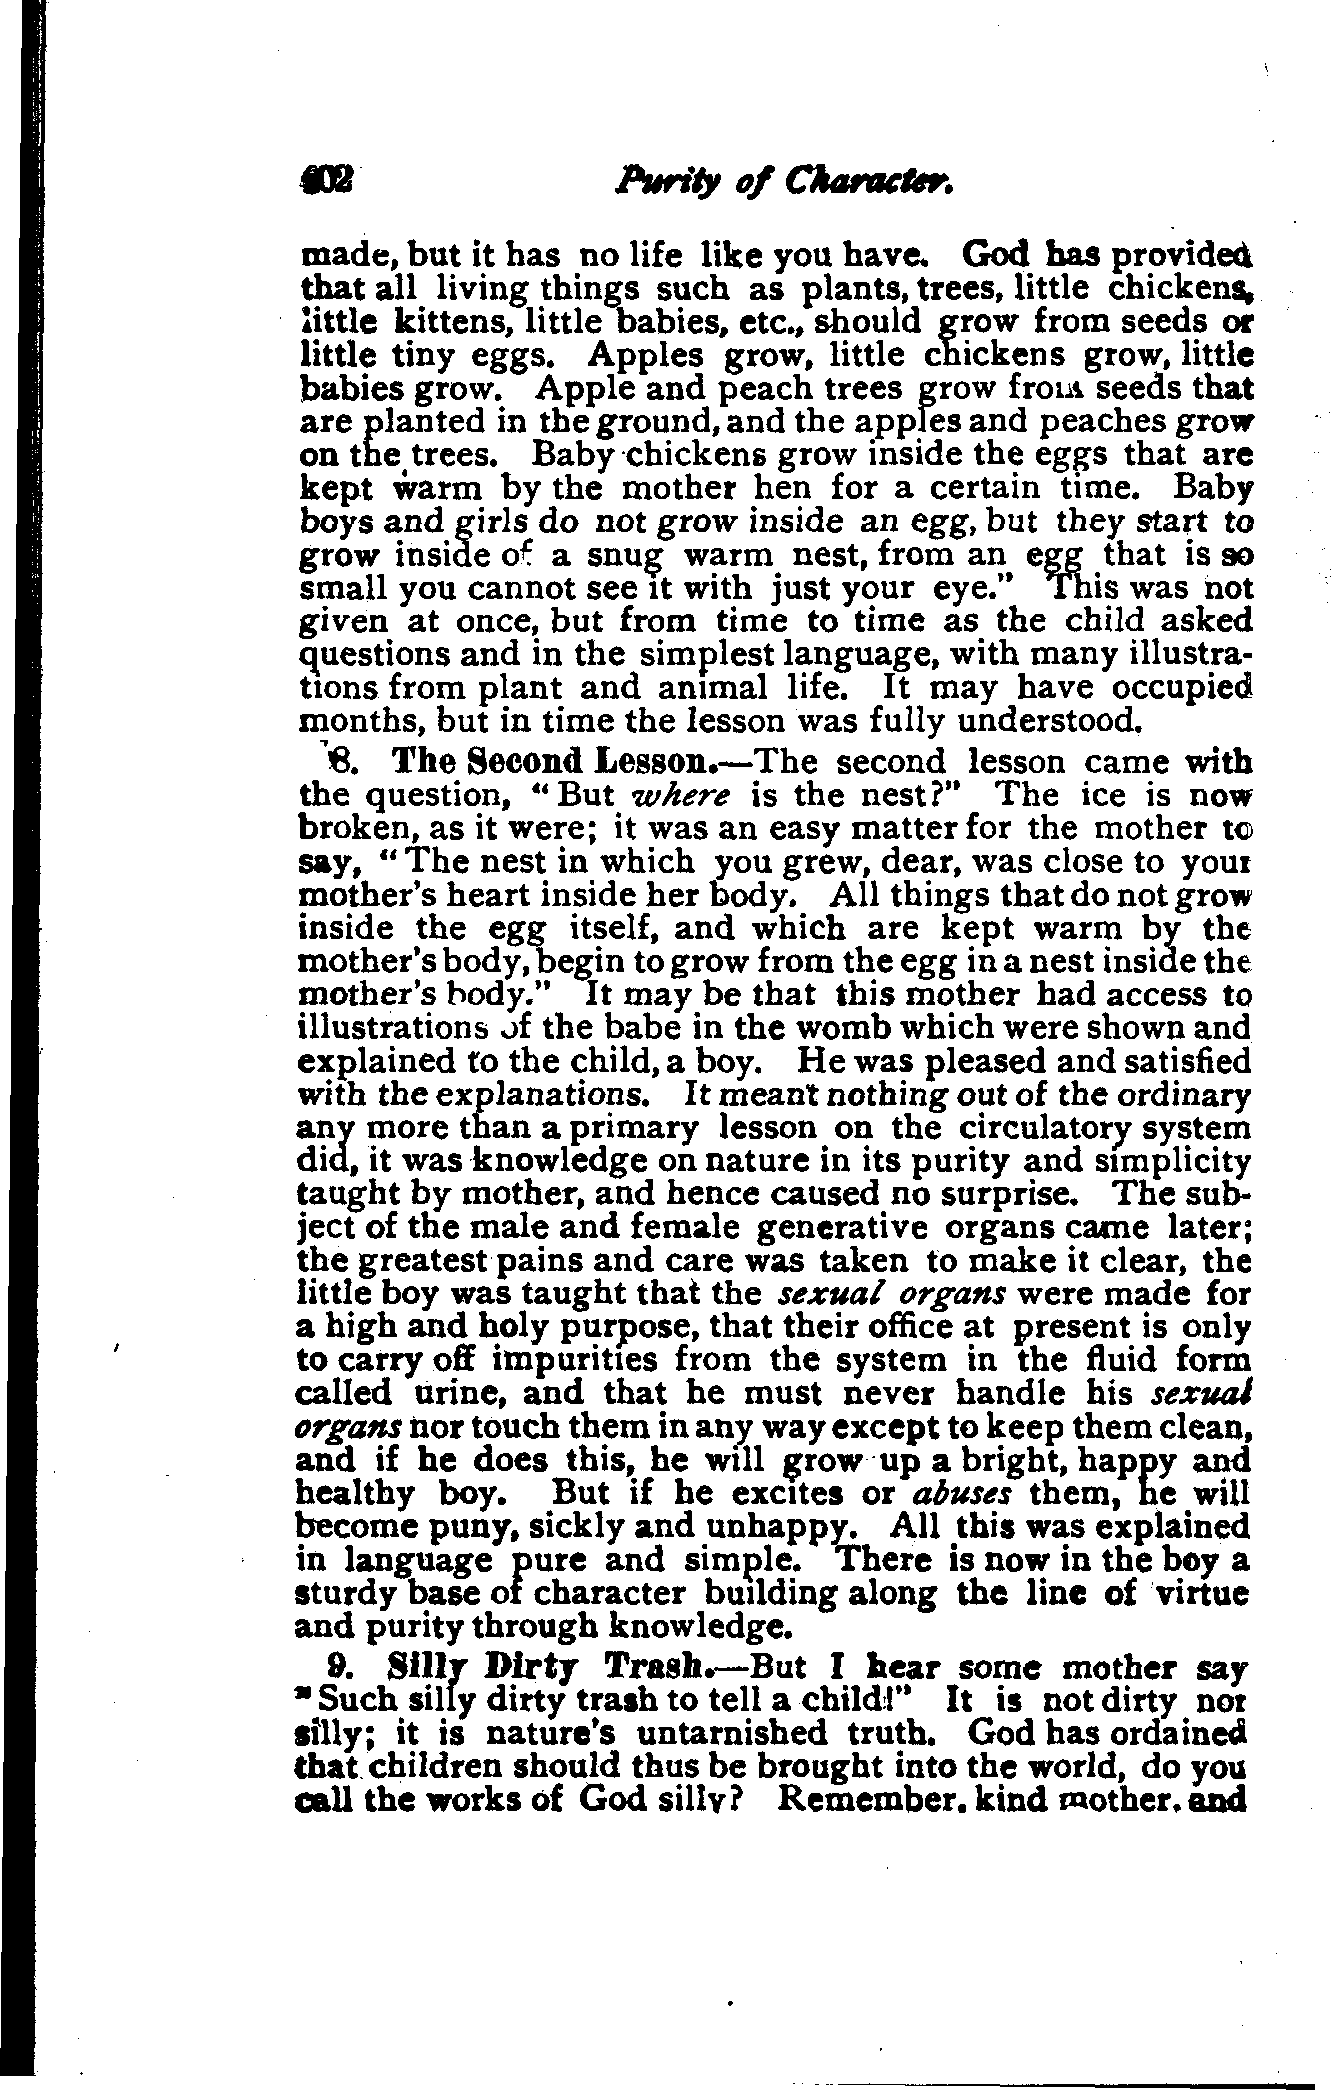 402 Purity of Character.
made, but it has no life like you have. God has provided
that all living things such as plants, trees, little chickens,
little kittens, little babies, etc., should grow from seeds or
little tiny eggs. Apples grow, little chickens grow, little
babies grow. Apple and peach trees grow from seeds that
are planted in the ground, and the apples and peaches grow
on the trees. Baby chickens grow inside the eggs that are
kept warm by the mother hen for a certain time. Baby
boys and girls do not grow inside an egg, but they start to
grow inside of a snug warm nest, from an egg that is so
small you cannot see it with just your eye." This was not
given at once, but from time to time as the child asked
questions and in the simplest language, with many illustra-
tions from plant and animal life. It may have occupied
months, but in time the lesson was fully understood.
8. The Second Lesson.—The second lesson came with
the question, "But where is the nest?" The ice is now
broken, as it were; it was an easy matter for the mother to
say, "The nest in which you grew, dear, was close to your
mother's heart inside her body. All things that do not grow
inside the egg itself, and which are kept warm by the
mother's body, begin to grow from the egg in a nest inside the
mother's body." It may be that this mother had access to
illustrations of the babe in the womb which were shown and
explained to the child, a boy. He was pleased and satisfied
with the explanations. It meant nothing out of the ordinary
any more than a primary lesson on the circulatory system
did, it was knowledge on nature in its purity and simplicity
taught by mother, and hence caused no surprise. The sub-
ject of the male and female generative organs came later;
the greatest pains and care was taken to make it clear, the
little boy was taught that the sexual organs were made for
a high and holy purpose, that their office at present is only
to carry off impurities from the system in the fluid form
called urine, and that he must never handle his sexual
organs nor touch them in any way except to keep them clean,
and if he does this, he will grow up a bright, happy and
healthy boy. But if he excites or abuses them, he will
become puny, sickly and unhappy. All this was explained
in language pure and simple. There is now in the boy a
sturdy base of character building along the line of virtue
and purity through knowledge.
9. Silly Dirty Trash.—But I hear some mother say
"Such silly dirty trash to tell a child!" It is not dirty nor
silly; it is nature's untarnished truth. God has ordained
that children should thus be brought into the world, do you
call the works of God silly? Remember, kind mother, and